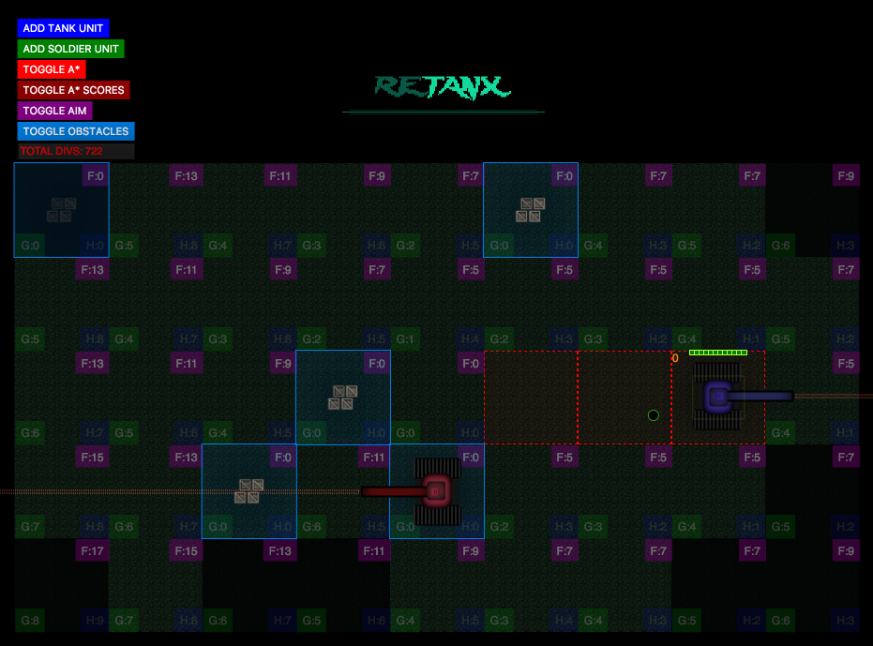 ADD TANK UNIT
ADD SOLDIER UNIT
TOGGLE A*
TOGGLE A* SCORES
TOGGLE AIM
TOGGLE OBSTACLES
TOTAL DIVS: 722
RETANX
F:0 F:13 F:11 F:9 F:7 F:0 F:7 F:7 F:9
G:0 H:0 G:5 H:8 G:4 H:7 G:3 H:6 G:2 H:5 G:0 H:0 G:4 H:3 G:5 H:2 G:6 H:3
F:13 F:11 F:9 F:7 F:5 F:5 F:5 F:5 F:7
G:5 H:8 G:4 H:7 G:3 H:6 G:2 H:5 G:1 H:4 G:2 H:3 G:3 H:2 G:4 H:1 G:5 H:2
0
F:13 F:11 F:9 F:0 F:0 F:5
G:6 H:7 G:5 H:6 G:4 H:5 G:0 H:0 G:0 H:0 G:4 H:1
F:15 F:13 F:0 F:11 F:0 F:5 F:5 F:5 F:7
G:7 H:8 G:6 H:7 G:0 H:0 G:6 H:5 G:0 H:0 G:2 H:3 G:3 H:2 G:4 H:1 G:5 H:2
F:17 F:15 F:13 F:11 F:9 F:7 F:7 F:7 F:9
G:8 H:9 G:7 H:8 G:6 H:7 G:5 H:6 G:4 H:5 G:3 H:4 G:4 H:3 G:5 H:2 G:6 H:3